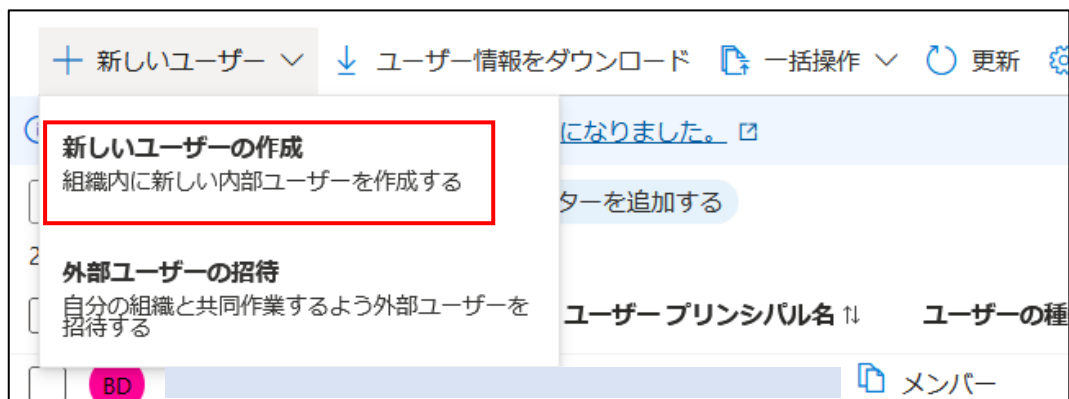 新しいユーザー ユーザー情報をダウンロード 一括操作 更新
新しいユーザーの作成
組織内に新しい内部ユーザーを作成する
になりました。
ターを追加する
2
外部ユーザーの招待
自分の組織と共同作業するよう外部ユーザーを
招待する
ユーザー プリンシパル名 ユーザーの種
BD メンバー